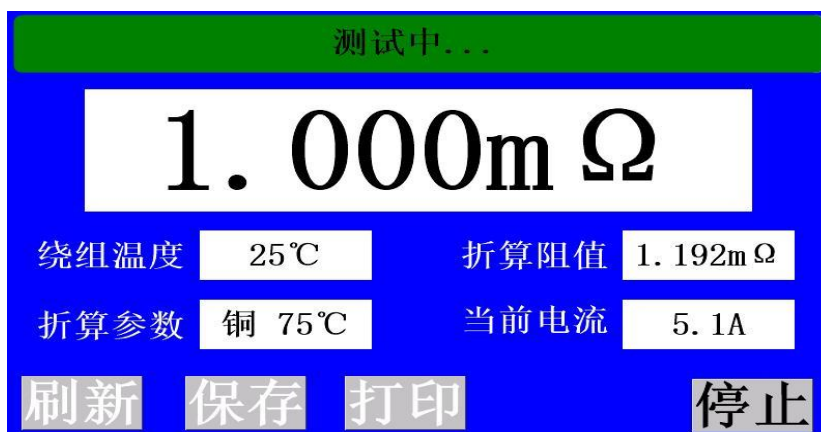 测试中...
1.000mΩ
绕组温度 25℃ 折算阻值 1.192mΩ
折算参数 铜 75℃ 当前电流 5.1A
刷新 保存 打印 停止